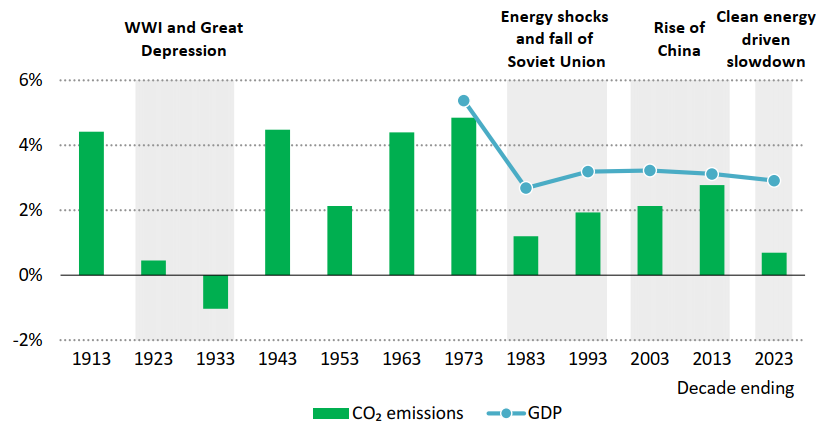 WWI and Great
Depression
Energy shocks
and fall of
Soviet Union
Rise of
China
Clean energy
driven
slowdown
6%
4%
2%
0%
-2%
1913 1923 1933 1943 1953 1963 1973 1983 1993 2003 2013 2023
Decade ending
CO₂ emissions GDP